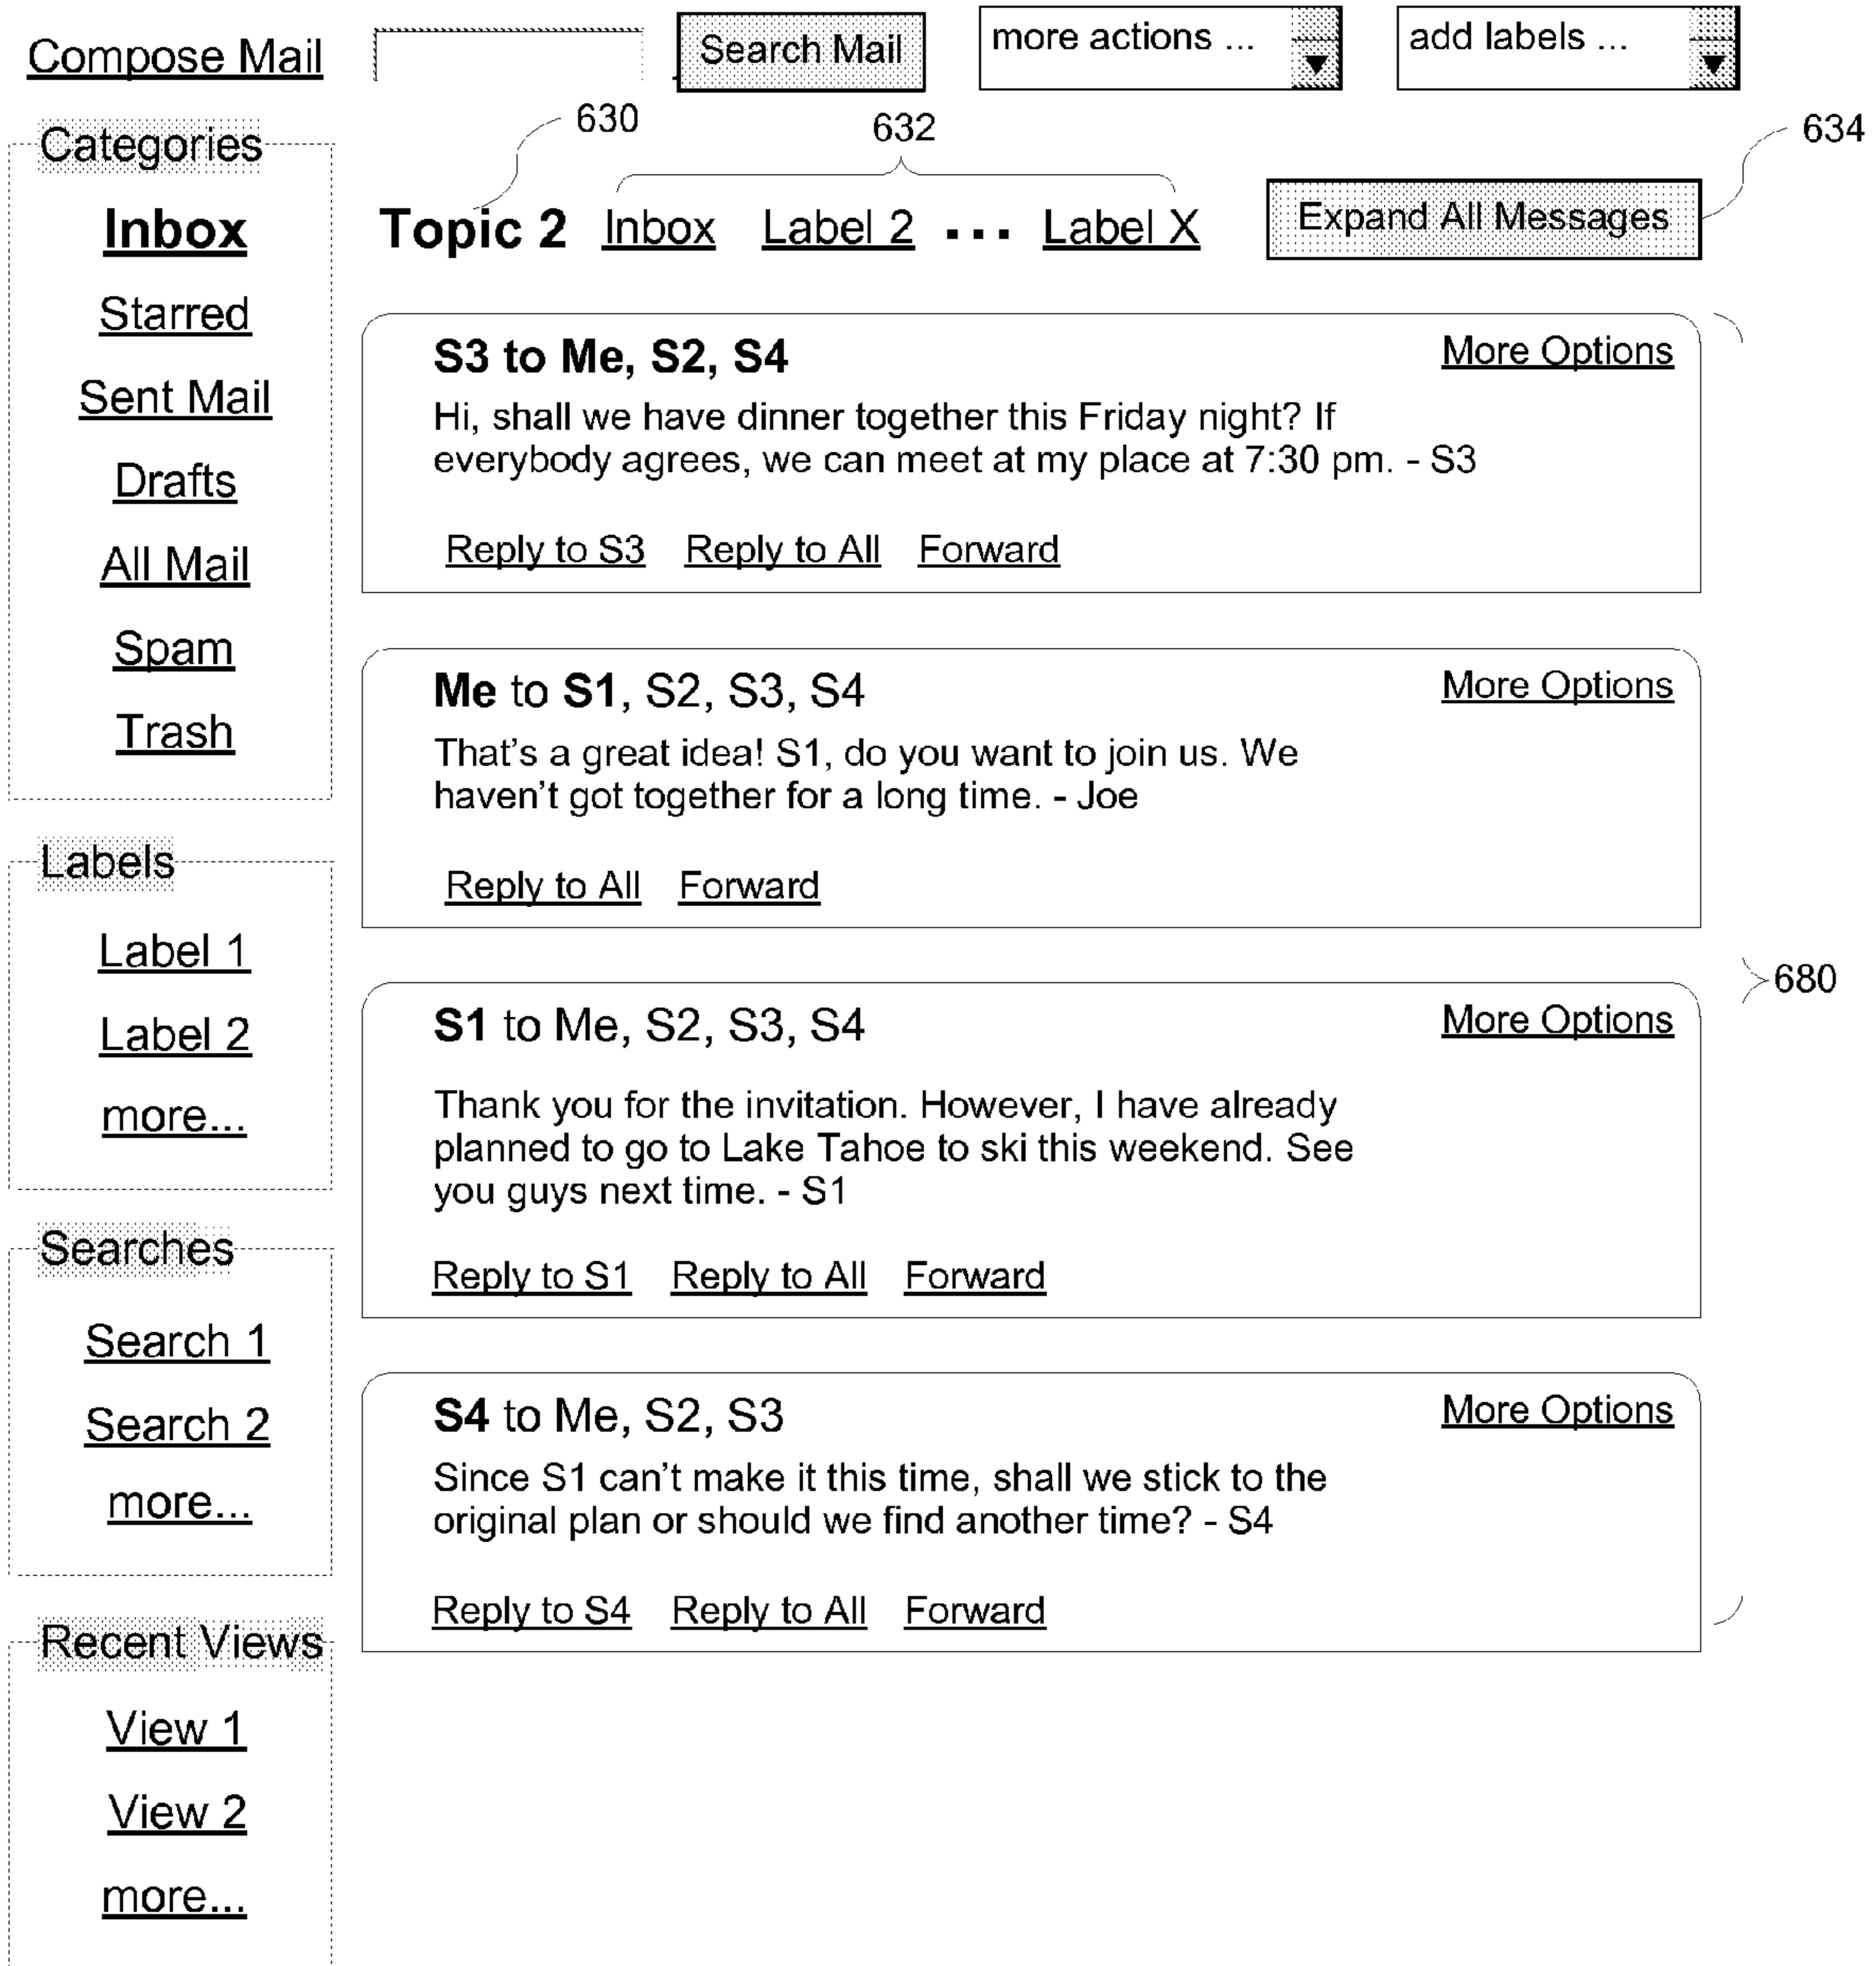 Compose Mail
Search Mail
more actions ...
add labels ...
630
632
634
Categories
Inbox
Starred
Sent Mail
Drafts
All Mail
Spam
Trash
Labels
Label 1
Label 2
more...
Searches
Search 1
Search 2
more...
Recent Views
View 1
View 2
more...
Topic 2 Inbox Label 2 ... Label X
Expand All Messages
S3 to Me, S2, S4
More Options
Hi, shall we have dinner together this Friday night? If
everybody agrees, we can meet at my place at 7:30 pm. - S3
Reply to S3 Reply to All Forward
Me to S1, S2, S3, S4
More Options
That's a great idea! S1, do you want to join us. We
haven't got together for a long time. - Joe
Reply to All Forward
680
S1 to Me, S2, S3, S4
More Options
Thank you for the invitation. However, I have already
planned to go to Lake Tahoe to ski this weekend. See
you guys next time. - S1
Reply to S1 Reply to All Forward
S4 to Me, S2, S3
More Options
Since S1 can't make it this time, shall we stick to the
original plan or should we find another time? - S4
Reply to S4 Reply to All Forward